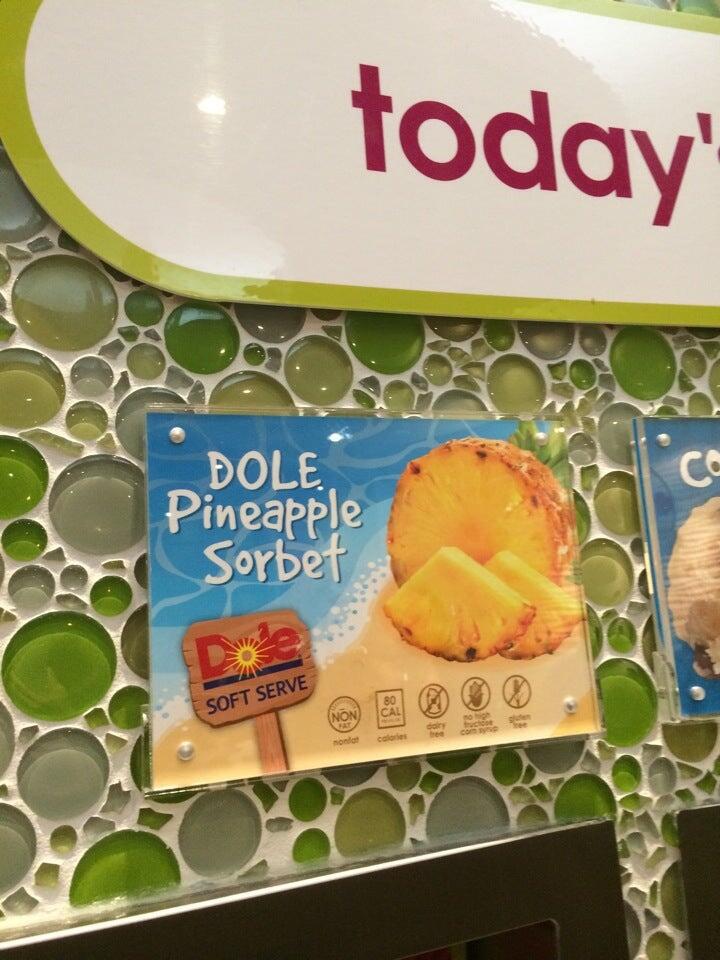 today's
DOLE
Pineapple
Sorbet
Dole
SOFT SERVE
NON
nonfat
80
CAL
calories
dairy
free
no high
fructose
corn syrup
gluten
free